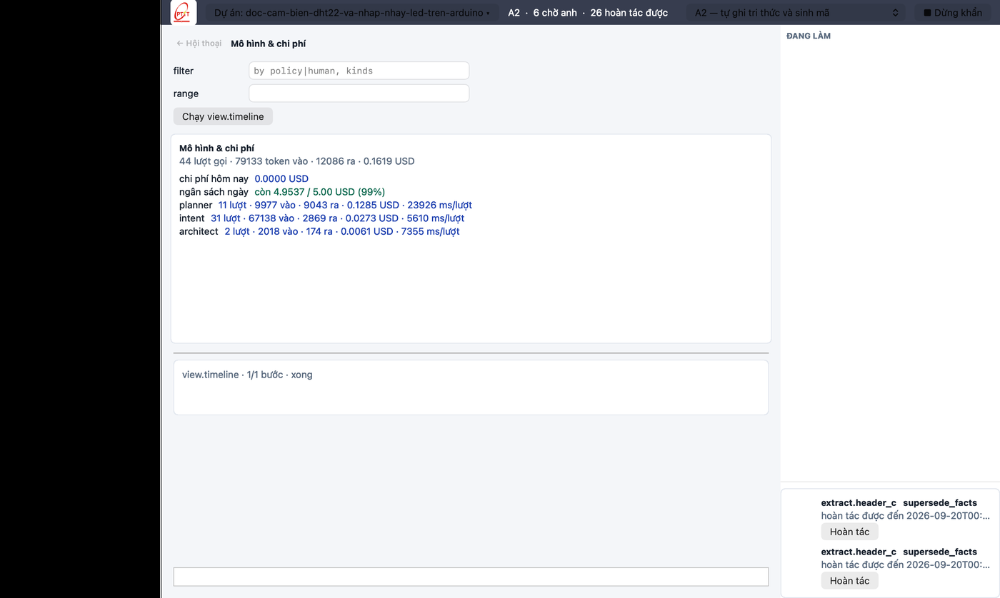 PTIT
Dự án: doc-cam-bien-dht22-va-nhap-nhay-led-tren-arduino
A2 · 6 chờ anh · 26 hoàn tác được
A2 — tự ghi tri thức và sinh mã
Dừng khẩn
← Hội thoại
Mô hình & chi phí
filter
by policy|human, kinds
range
Chạy view.timeline
Mô hình & chi phí
44 lượt gọi · 79133 token vào · 12086 ra · 0.1619 USD
chi phí hôm nay 0.0000 USD
ngân sách ngày còn 4.9537 / 5.00 USD (99%)
planner 11 lượt · 9977 vào · 9043 ra · 0.1285 USD · 23926 ms/lượt
intent 31 lượt · 67138 vào · 2869 ra · 0.0273 USD · 5610 ms/lượt
architect 2 lượt · 2018 vào · 174 ra · 0.0061 USD · 7355 ms/lượt
view.timeline · 1/1 bước · xong
ĐANG LÀM
extract.header_c supersede_facts
hoàn tác được đến 2026-09-20T00:...
Hoàn tác
extract.header_c supersede_facts
hoàn tác được đến 2026-09-20T00:...
Hoàn tác